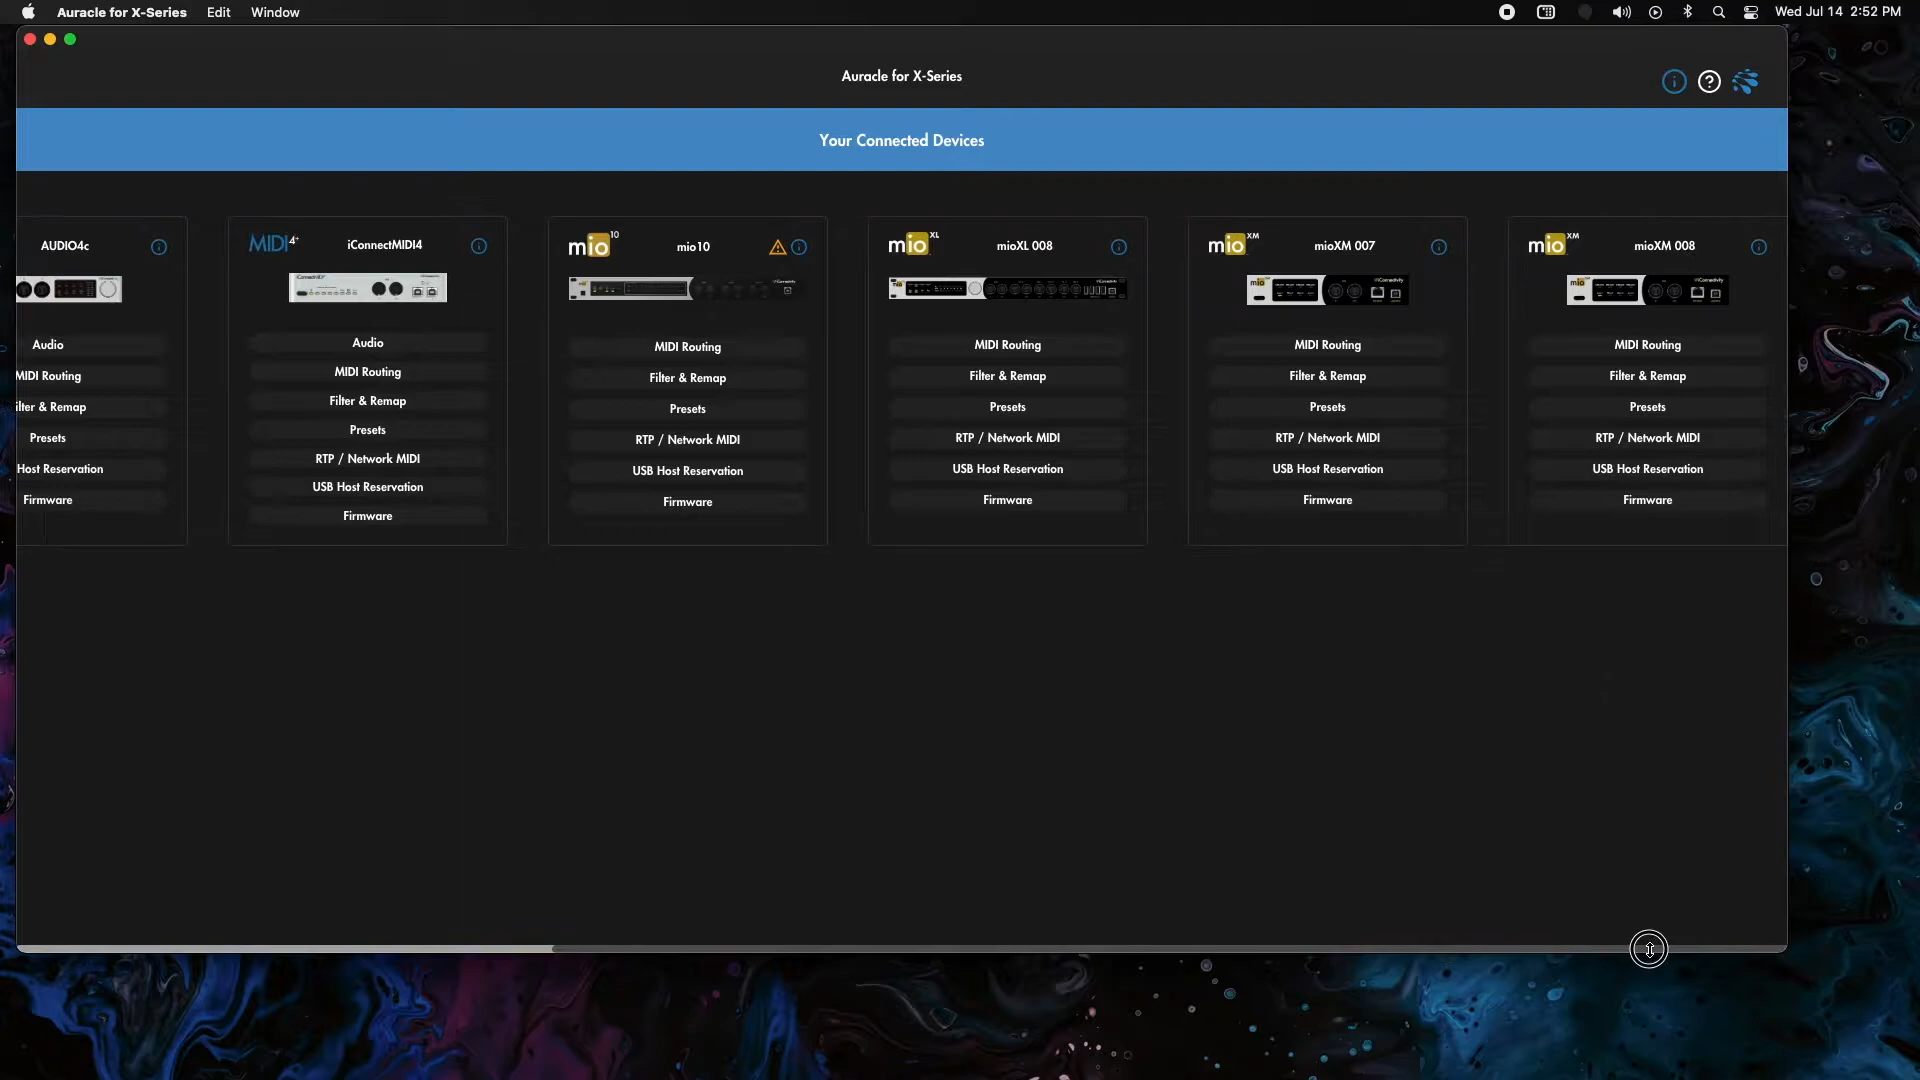 Auracle for X-Series Edit Window Wed Jul 14 2:52 PM
Auracle for X-Series
Your Connected Devices
AUDIO4c
Audio
MIDI Routing
ilter & Remap
Presets
Host Reservation
Firmware
MIDI4+ iConnectMIDI4
Audio
MIDI Routing
Filter & Remap
Presets
RTP / Network MIDI
USB Host Reservation
Firmware
mio10 mio10
MIDI Routing
Filter & Remap
Presets
RTP / Network MIDI
USB Host Reservation
Firmware
mioXL mioXL 008
MIDI Routing
Filter & Remap
Presets
RTP / Network MIDI
USB Host Reservation
Firmware
mioXM mioXM 007
MIDI Routing
Filter & Remap
Presets
RTP / Network MIDI
USB Host Reservation
Firmware
mioXM mioXM 008
MIDI Routing
Filter & Remap
Presets
RTP / Network MIDI
USB Host Reservation
Firmware